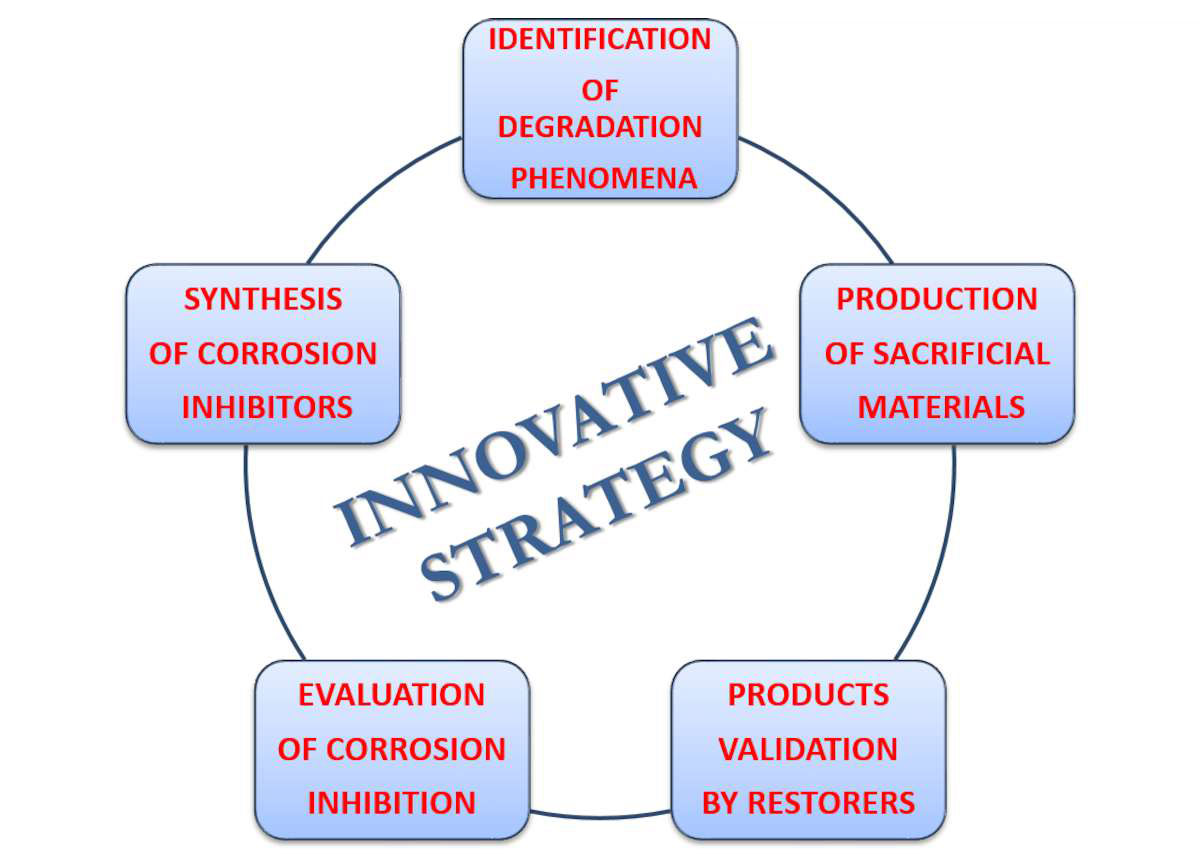 IDENTIFICATION
OF
DEGRADATION
PHENOMENA
SYNTHESIS
OF CORROSION
INHIBITORS
PRODUCTION
OF SACRIFICIAL
MATERIALS
INNOVATIVE
STRATEGY
EVALUATION
OF CORROSION
INHIBITION
PRODUCTS
VALIDATION
BY RESTORERS